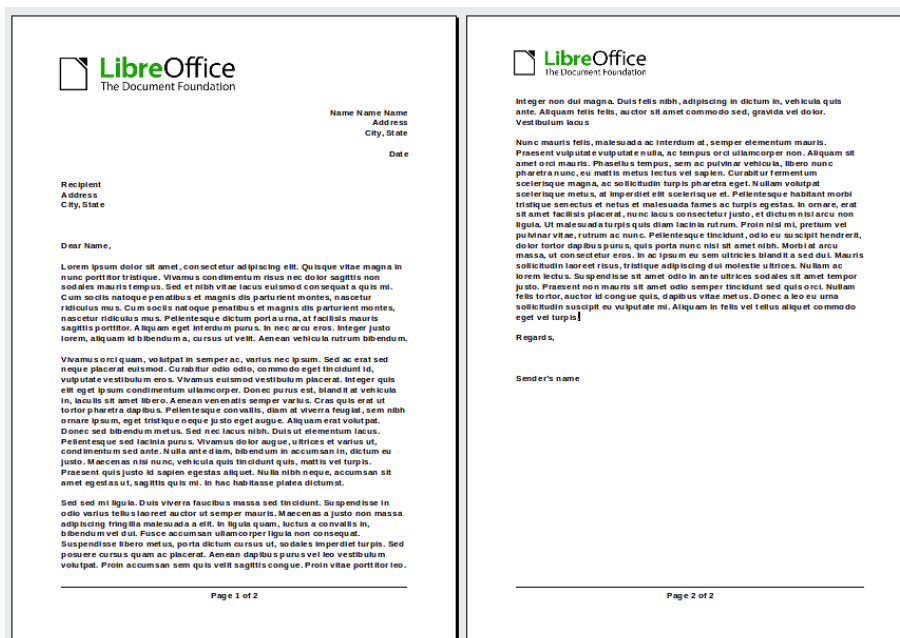 LibreOffice
The Document Foundation
Name Name Name
Address
City, State
Date
Recipient
Address
City, State
Dear Name,
Lorem ipsum dolor sit amet, consectetur adipiscing elit. Quisque vitae magna in
nunc porttitor tristique. Vivamus condimentum risus nec dolor sagittis non
sodales mauris tempus. Sed et nibh vitae lacus euismod consequat a quis mi.
Cum sociis natoque penatibus et magnis dis parturient montes, nascetur
ridiculus mus. Cum sociis natoque penatibus et magnis dis parturient montes,
nascetur ridiculus mus. Pellentesque dictum porta urna, at facilisis mauris
sagittis porttitor. Aliquam eget interdum purus. In nec arcu eros. Integer justo
lorem, aliquam id bibendum a, cursus ut velit. Aenean vehicula rutrum bibendum.
Vivamus orci quam, volutpat in semper ac, varius nec ipsum. Sed ac erat sed
neque placerat euismod. Curabitur odio odio, commodo eget tincidunt id,
vulputate vestibulum eros. Vivamus euismod vestibulum placerat. Integer quis
elit eget ipsum condimentum ullamcorper. Donec purus est, blandit at vehicula
in, iaculis sit amet libero. Aenean venenatis semper varius. Cras quis erat ut
tortor pharetra dapibus. Pellentesque convallis, diam at viverra feugiat, sem nibh
ornare ipsum, eget tristique neque justo eget augue. Aliquam erat volutpat.
Donec sed bibendum metus. Sed nec lacus nibh. Duis ut elementum lacus.
Pellentesque sed lacinia purus. Vivamus dolor augue, ultrices et varius ut,
condimentum sed ante. Nulla ante diam, bibendum in accumsan in, dictum eu
justo. Maecenas nisi nunc, vehicula quis tincidunt quis, mattis vel turpis.
Praesent quis justo id sapien egestas aliquet. Nulla nibh neque, accumsan sit
amet egestas ut, sagittis quis mi. In hac habitasse platea dictumst.
Sed sed mi ligula. Duis viverra faucibus massa sed tincidunt. Suspendisse in
odio varius tellus laoreet auctor ut semper mauris. Maecenas a justo non massa
adipiscing fringilla malesuada a elit. In ligula quam, luctus a convallis in,
bibendum vel dui. Fusce accumsan ullamcorper ligula non consequat.
Suspendisse libero metus, porta dictum cursus ut, sodales imperdiet turpis. Sed
posuere cursus quam ac placerat. Aenean dapibus purus vel leo vestibulum
volutpat. Proin accumsan sem quis velit sagittis congue. Proin vitae porttitor leo.
Page 1 of 2
LibreOffice
The Document Foundation
Integer non dui magna. Duis felis nibh, adipiscing in dictum in, vehicula quis
ante. Aliquam felis felis, auctor sit amet commodo sed, gravida vel dolor.
Vestibulum lacus
Nunc mauris felis, malesuada ac interdum at, semper elementum mauris.
Praesent vulputate vulputate nulla, ac tempus orci ullamcorper non. Aliquam sit
amet orci mauris. Phasellus tempus, sem ac pulvinar vehicula, libero nunc
pharetra nunc, eu mattis metus lectus vel sapien. Curabitur fermentum
scelerisque magna, ac sollicitudin turpis pharetra eget. Nullam volutpat
scelerisque metus, at imperdiet elit scelerisque et. Pellentesque habitant morbi
tristique senectus et netus et malesuada fames ac turpis egestas. In ornare, erat
sit amet facilisis placerat, nunc lacus consectetur justo, et dictum nisi arcu non
ligula. Ut malesuada turpis quis diam lacinia rutrum. Proin nisl mi, pretium vel
pulvinar vitae, rutrum ac nunc. Pellentesque tincidunt, odio eu suscipit hendrerit,
dolor tortor dapibus purus, quis porta nunc nisi sit amet nibh. Morbi at arcu
massa, ut consectetur eros. In ac ipsum eu sem ultricies blandit a sed dui. Mauris
sollicitudin laoreet risus, tristique adipiscing dui molestie ultrices. Nullam ac
lorem lectus. Suspendisse sit amet odio in ante ultrices sodales sit amet tempor
justo. Praesent non mauris sit amet odio semper tincidunt sed quis orci. Nullam
felis tortor, auctor id congue quis, dapibus vitae metus. Donec a leo eu urna
sollicitudin suscipit eu vulputate mi. Aliquam in felis vel tellus aliquet commodo
eget vel turpis.
Regards,
Sender's name
Page 2 of 2